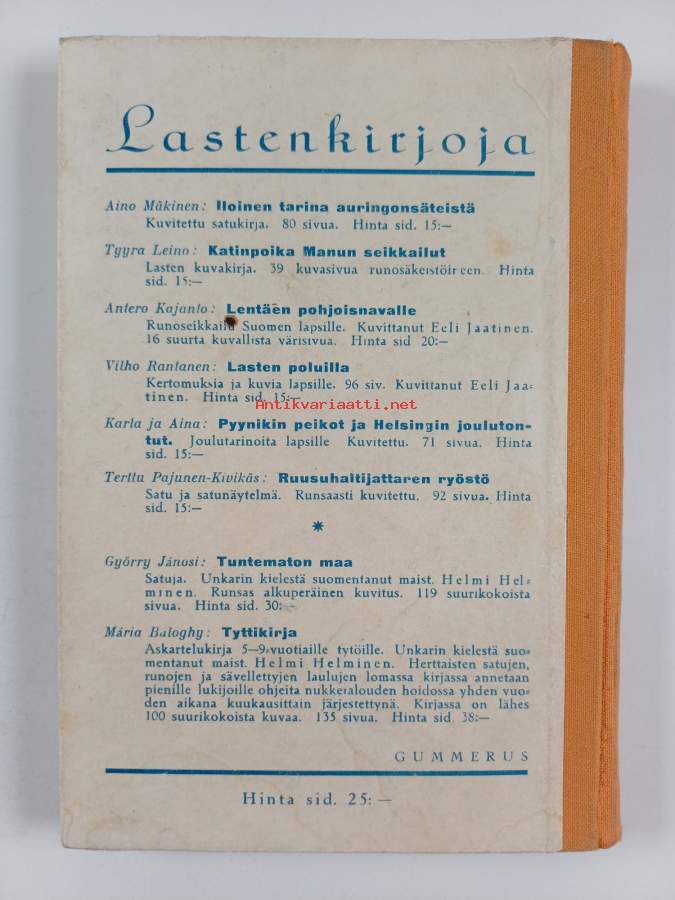 Lastenkirjoja
Aino Mäkinen: Iloinen tarina auringonsäteistä
Kuvitettu satukirja. 80 sivua. Hinta sid. 15:—
Tyyra Leino: Katinpoika Manun seikkailut
Lasten kuvakirja. 39 kuvasivua runosäkeistöineen. Hinta
sid. 15:—
Antero Kajanto: Lentäen pohjoisnavalle
Runoseikkailu Suomen lapsille. Kuvittanut Eeli Jaatinen.
16 suurta kuvallista värisivua. Hinta sid 20:—
Vilho Rantanen: Lasten poluilla
Kertomuksia ja kuvia lapsille. 96 siv. Kuvittanut Eeli Jaa-
tinen. Hinta sid. 15:—
Antikvariaatti.net
Karla ja Aina: Pyynikin peikot ja Helsingin jouluton-
tut. Joulutarinoita lapsille Kuvitettu. 71 sivua. Hinta
sid. 15:—
Terttu Pajunen-Kivikäs: Ruusuhaltijattaren ryöstö
Satu ja satunäytelmä. Runsaasti kuvitettu. 92 sivua. Hinta
sid. 15:—
*
Györry Jánosi: Tuntematon maa
Satuja. Unkarin kielestä suomentanut maist. Helmi Hel-
minen. Runsas alkuperäinen kuvitus. 119 suurikokoista
sivua. Hinta sid. 30:—
Mária Baloghy: Tyttikirja
Askartelukirja 5–9-vuotiaille tytöille. Unkarin kielestä suo-
mentanut maist. Helmi Helminen. Herttaisten satujen,
runojen ja sävellettyjen laulujen lomassa kirjassa annetaan
pienille lukijoille ohjeita nukketalouden hoidossa yhden vuo-
den aikana kuukausittain järjestettynä. Kirjassa on lähes
100 suurikokoista kuvaa. 135 sivua. Hinta sid 38:—
GUMMERUS
Hinta sid. 25: —